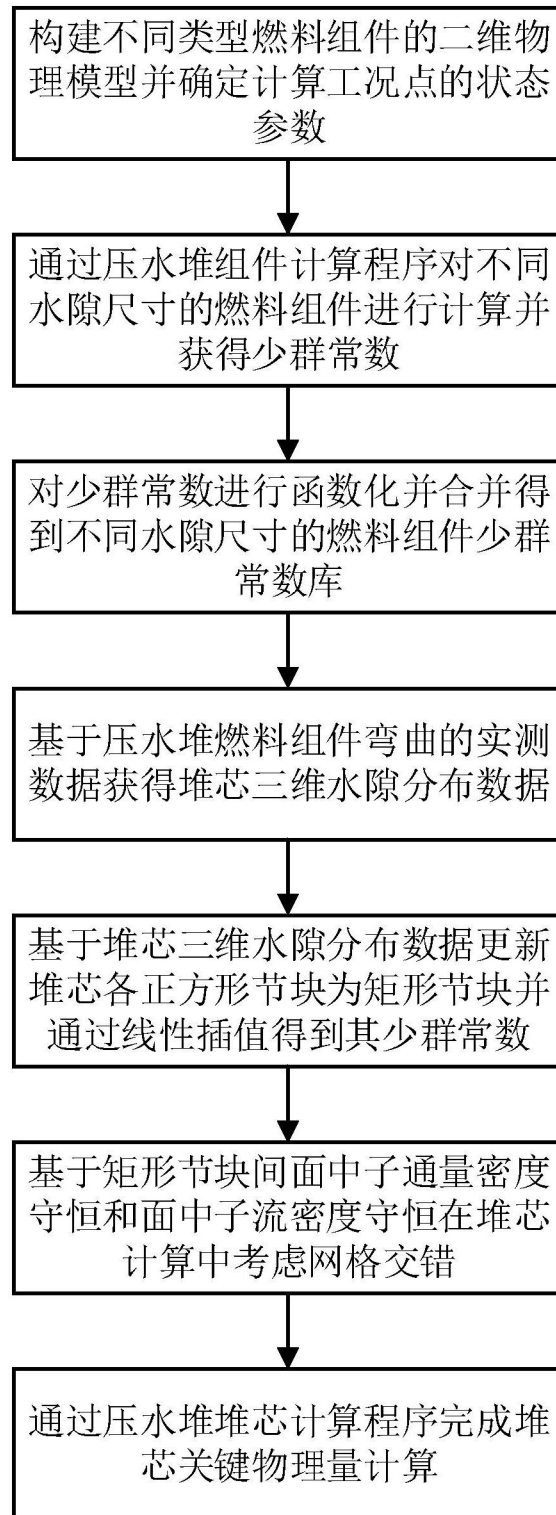 构建不同类型燃料组件的二维物
理模型并确定计算工况点的状态
参数
通过压水堆组件计算程序对不同
水隙尺寸的燃料组件进行计算并
获得少群常数
对少群常数进行函数化并合并得
到不同水隙尺寸的燃料组件少群
常数库
基于压水堆燃料组件弯曲的实测
数据获得堆芯三维水隙分布数据
基于堆芯三维水隙分布数据更新
堆芯各正方形节块为矩形节块并
通过线性插值得到其少群常数
基于矩形节块间面中子通量密度
守恒和面中子流密度守恒在堆芯
计算中考虑网格交错
通过压水堆堆芯计算程序完成堆
芯关键物理量计算